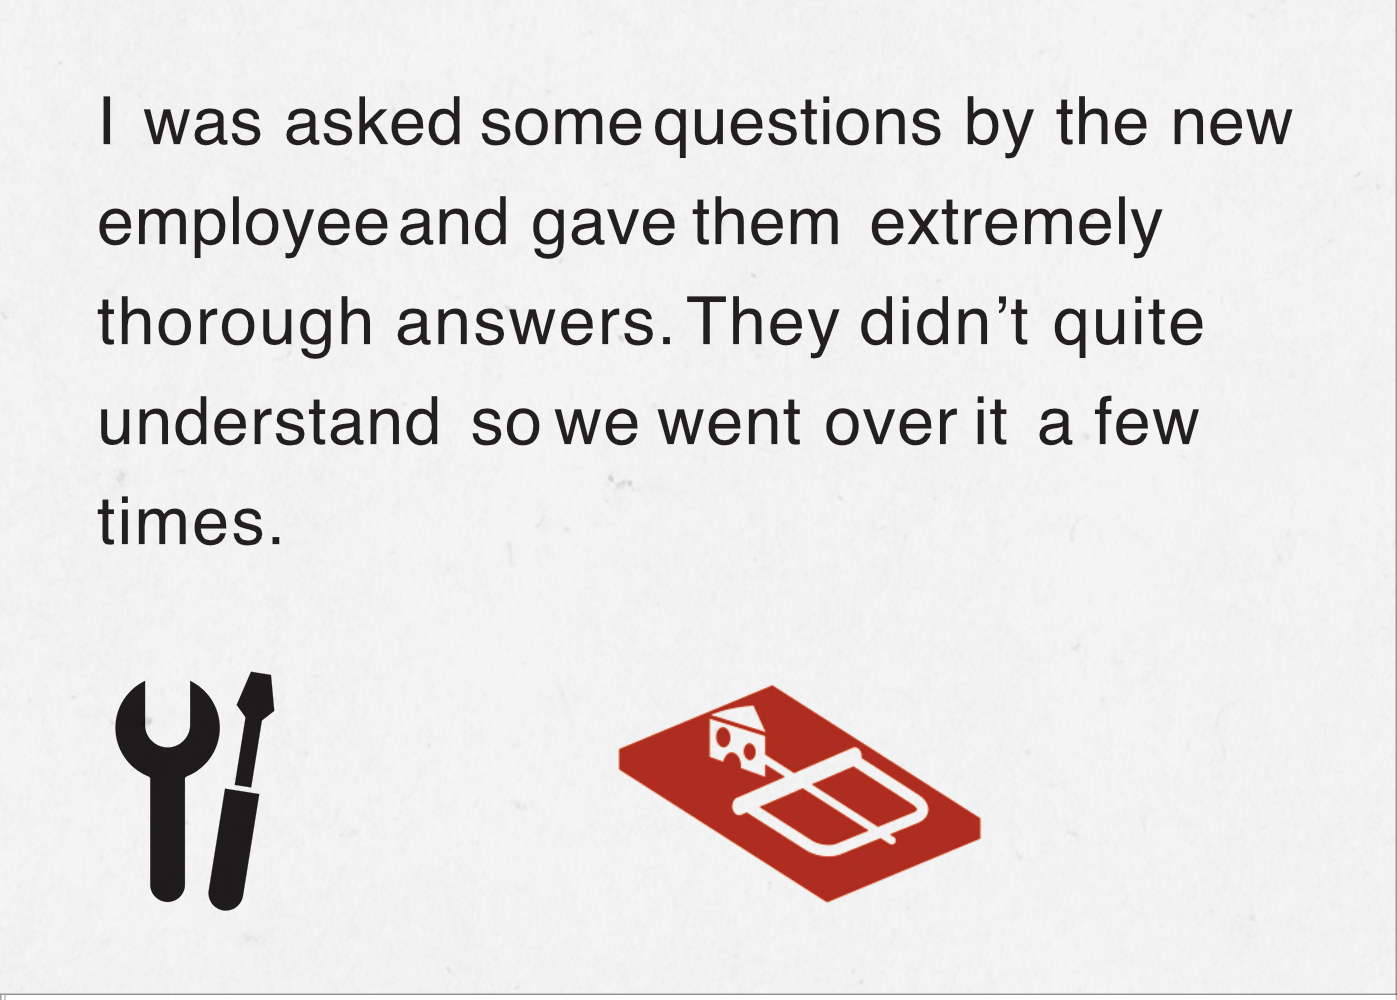 I was asked some questions by the new
employee and gave them extremely
thorough answers. They didn’t quite
understand so we went over it a few
times.